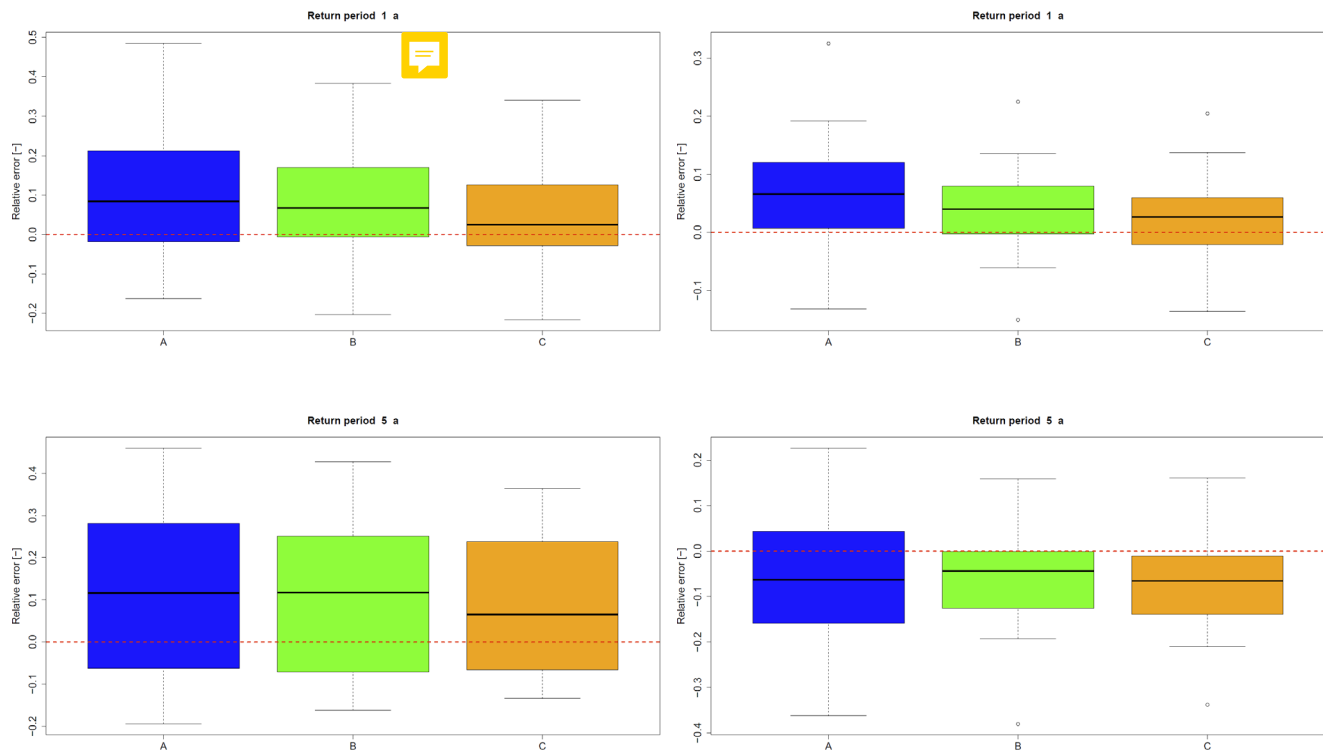 Return period 1 a
Relative error [−]
0.5
0.4
0.3
0.2
0.1
0.0
−0.1
−0.2
A B C
Return period 1 a
Relative error [−]
0.3
0.2
0.1
0.0
−0.1
A B C
Return period 5 a
Relative error [−]
0.4
0.3
0.2
0.1
0.0
−0.1
−0.2
A B C
Return period 5 a
Relative error [−]
0.2
0.1
0.0
−0.1
−0.2
−0.3
−0.4
A B C